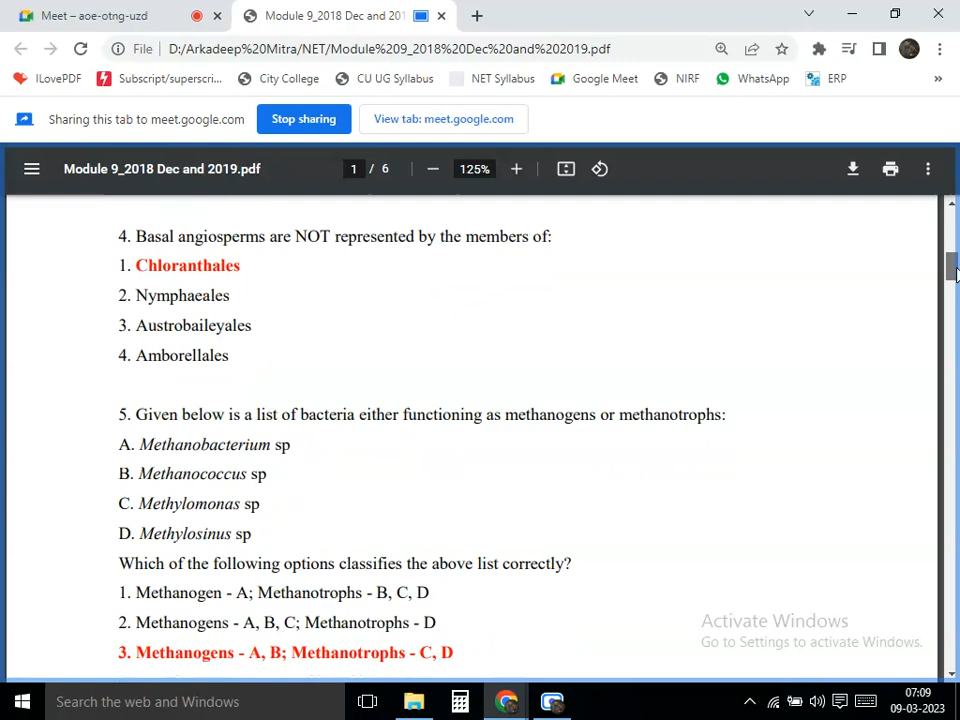 Meet – aoe-otng-uzd
Module 9_2018 Dec and 201
File D:/Arkadeep%20Mitra/NET/Module%209_2018%20Dec%20and%202019.pdf
ILovePDF Subscript/superscri... City College CU UG Syllabus NET Syllabus Google Meet NIRF WhatsApp ERP »
Sharing this tab to meet.google.com Stop sharing View tab: meet.google.com
Module 9_2018 Dec and 2019.pdf 1 / 6 — 125% +
4. Basal angiosperms are NOT represented by the members of:
1. Chloranthales
2. Nymphaeales
3. Austrobaileyales
4. Amborellales
5. Given below is a list of bacteria either functioning as methanogens or methanotrophs:
A. Methanobacterium sp
B. Methanococcus sp
C. Methylomonas sp
D. Methylosinus sp
Which of the following options classifies the above list correctly?
1. Methanogen - A; Methanotrophs - B, C, D
2. Methanogens - A, B, C; Methanotrophs - D
3. Methanogens - A, B; Methanotrophs - C, D
Activate Windows
Go to Settings to activate Windows.
Search the web and Windows
07:09
09-03-2023